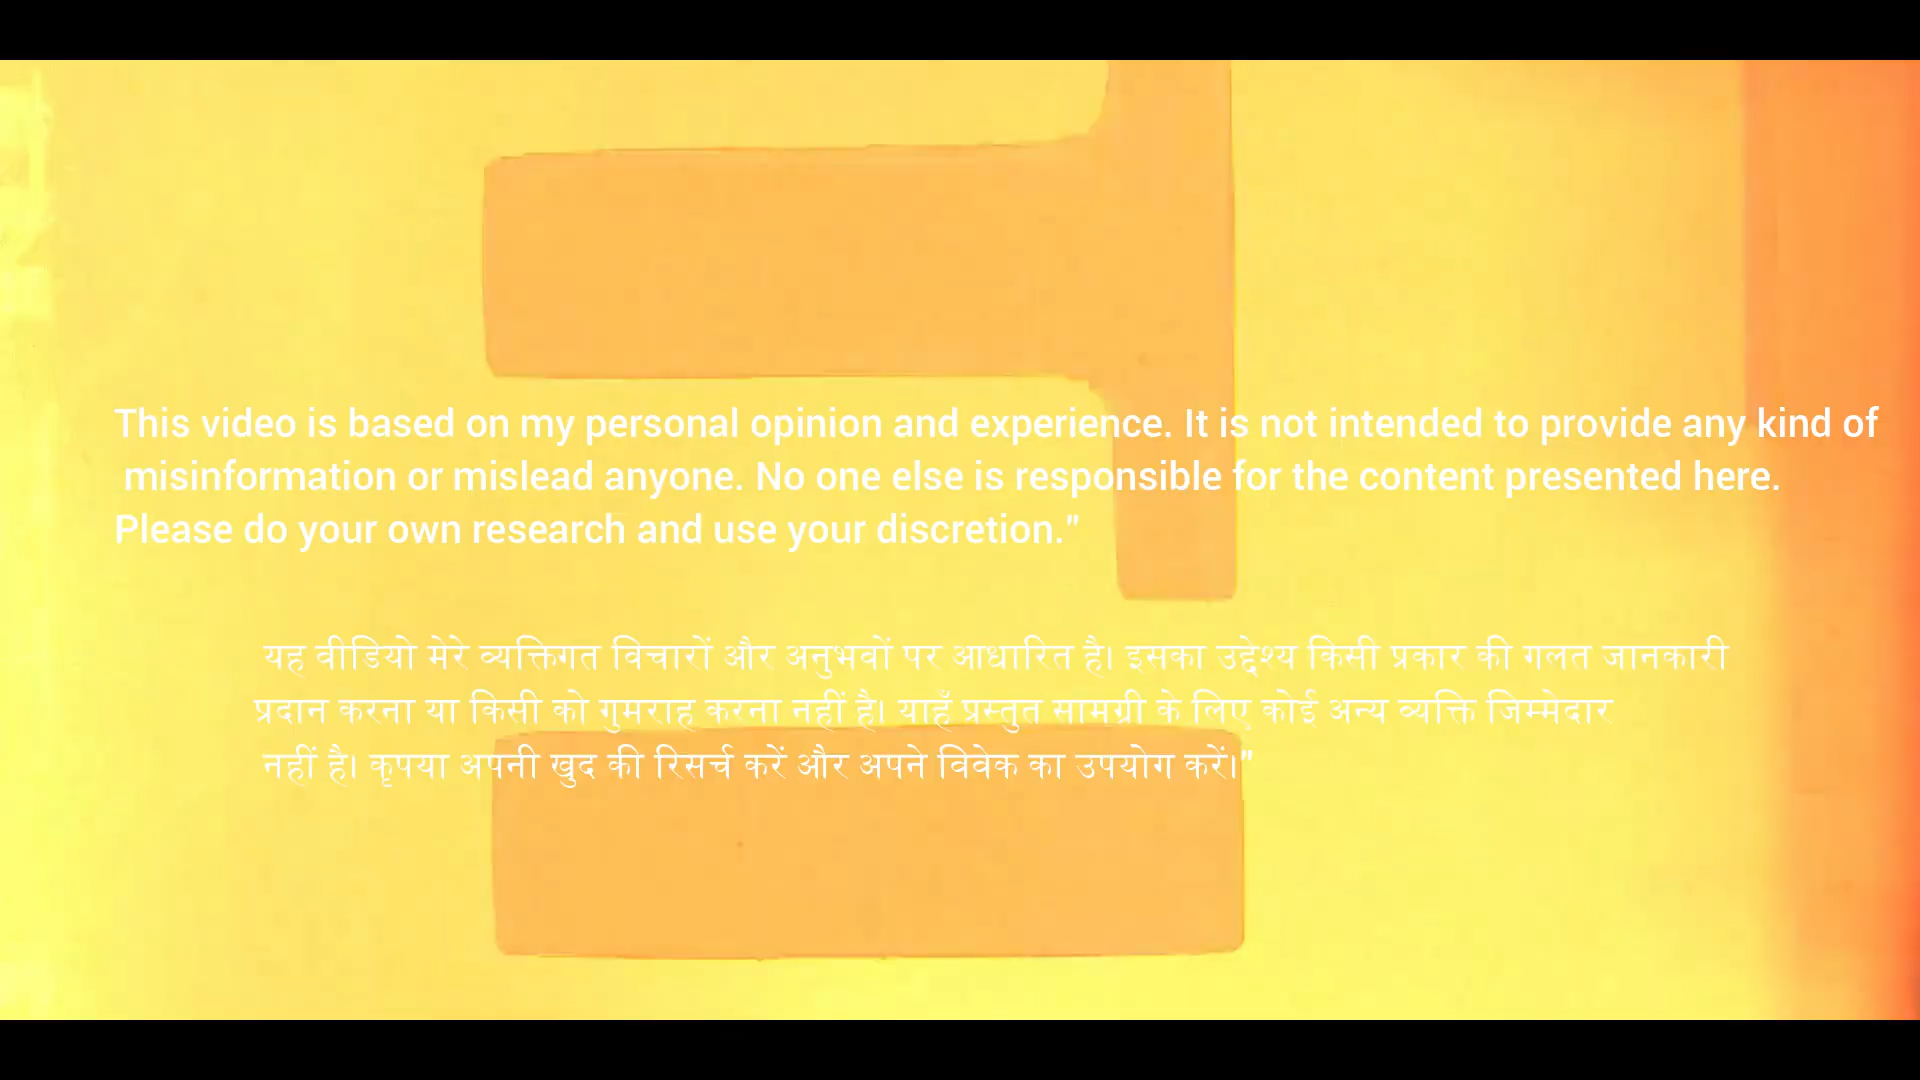 This video is based on my personal opinion and experience. It is not intended to provide any kind of
misinformation or mislead anyone. No one else is responsible for the content presented here.
Please do your own research and use your discretion."
यह वीडियो मेरे व्यक्तिगत विचारों और अनुभवों पर आधारित है। इसका उद्देश्य किसी प्रकार की गलत जानकारी
प्रदान करना या किसी को गुमराह करना नहीं है। याहँ प्रस्तुत सामग्री के लिए कोई अन्य व्यक्ति जिम्मेदार
नहीं है। कृपया अपनी खुद की रिसर्च करें और अपने विवेक का उपयोग करें।"